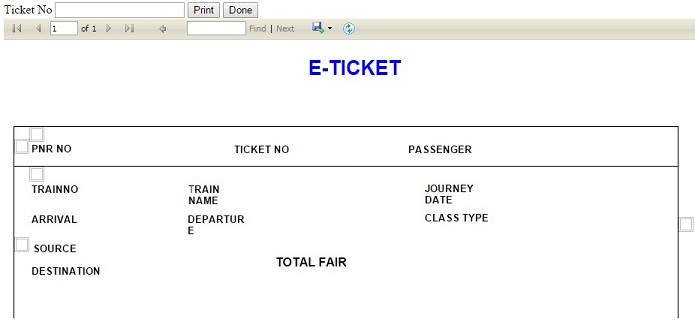 Ticket No Print Done
1 of 1 Find | Next
E-TICKET
PNR NO TICKET NO PASSENGER
TRAINNO TRAIN NAME JOURNEY DATE
ARRIVAL DEPARTUR E CLASS TYPE
SOURCE
TOTAL FAIR
DESTINATION